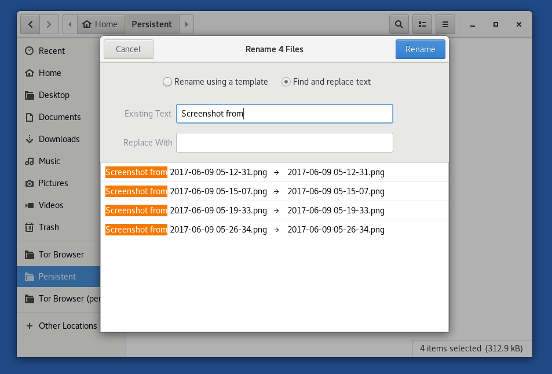 Home Persistent
Rename 4 Files
Cancel
Rename
Recent
Home
Desktop
Documents
Downloads
Music
Pictures
Videos
Trash
Tor Browser
Persistent
Tor Browser (per
Other Locations
Rename using a template
Find and replace text
Existing Text Screenshot from
Replace With
Screenshot from 2017-06-09 05-12-31.png → 2017-06-09 05-12-31.png
Screenshot from 2017-06-09 05-15-07.png → 2017-06-09 05-15-07.png
Screenshot from 2017-06-09 05-19-33.png → 2017-06-09 05-19-33.png
Screenshot from 2017-06-09 05-26-34.png → 2017-06-09 05-26-34.png
4 items selected (312.9 kB)